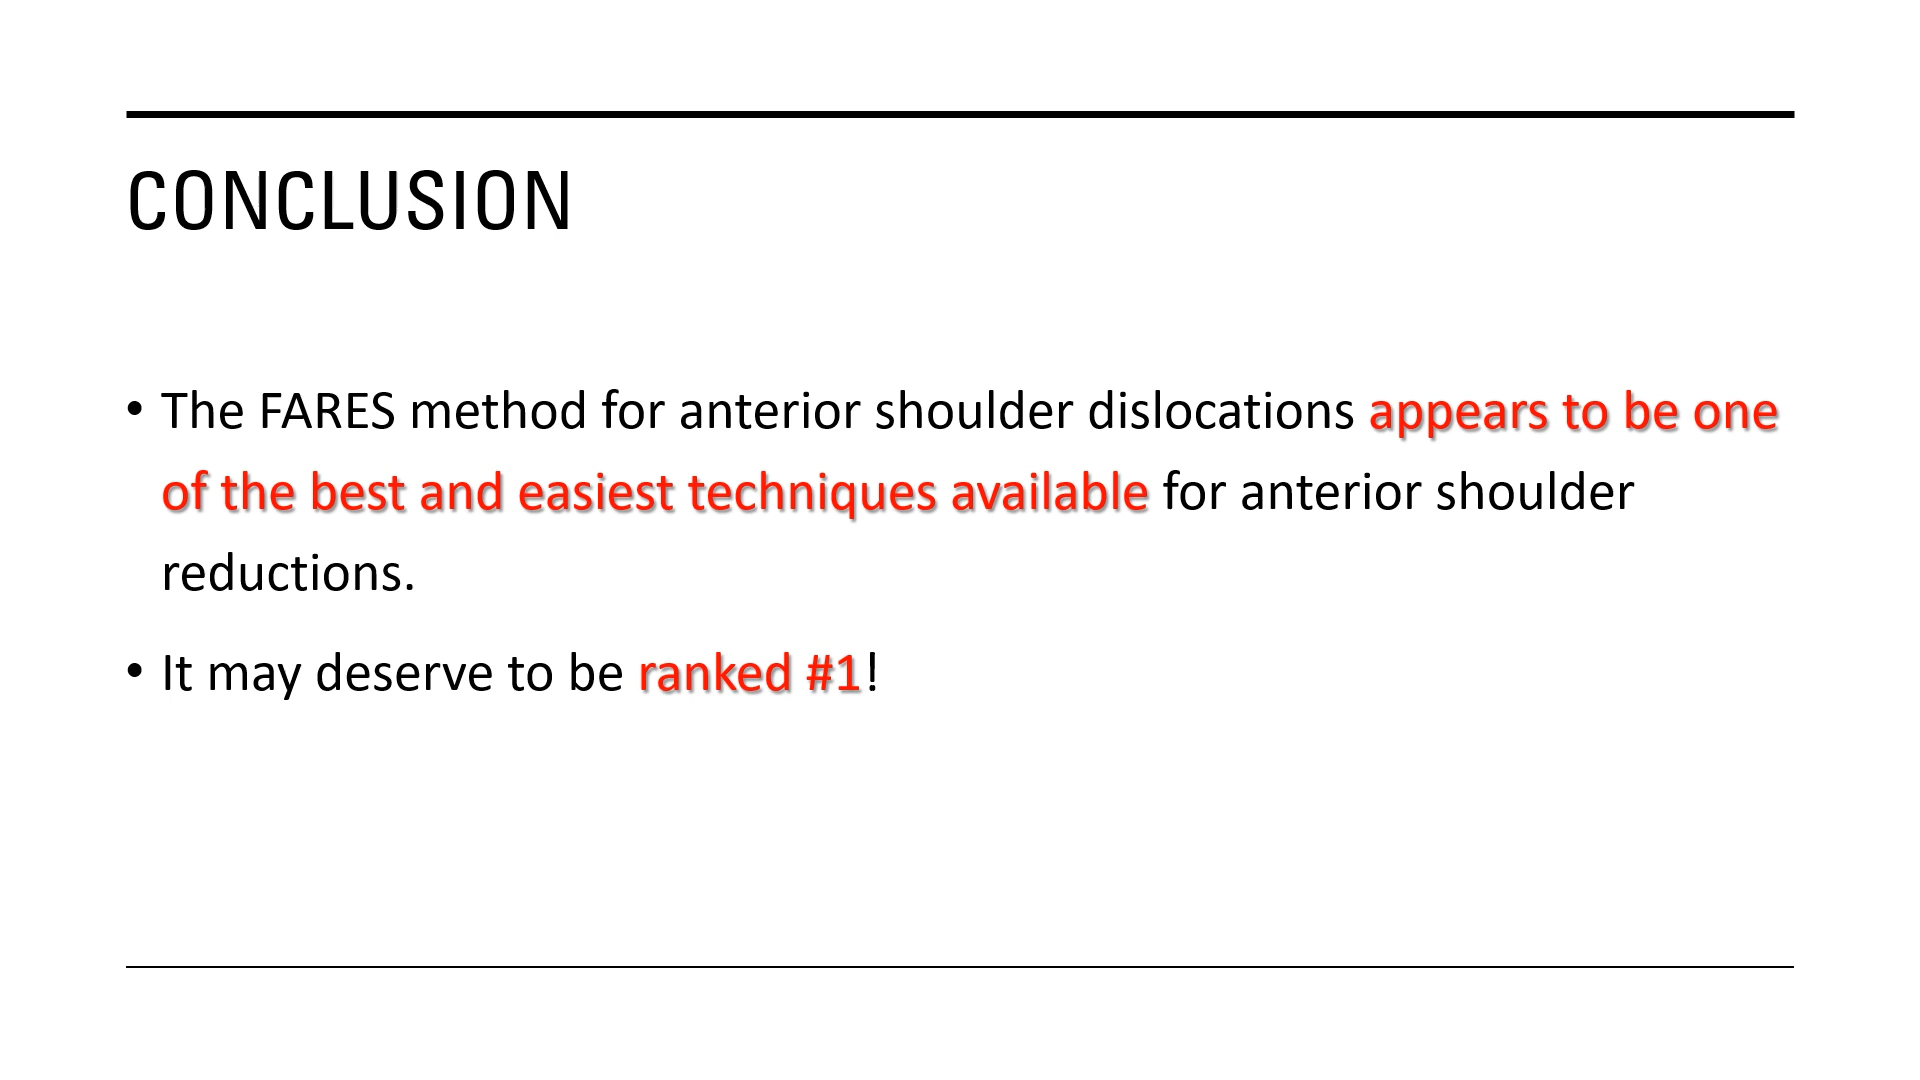 CONCLUSION
• The FARES method for anterior shoulder dislocations appears to be one
of the best and easiest techniques available for anterior shoulder
reductions.
• It may deserve to be ranked #1!